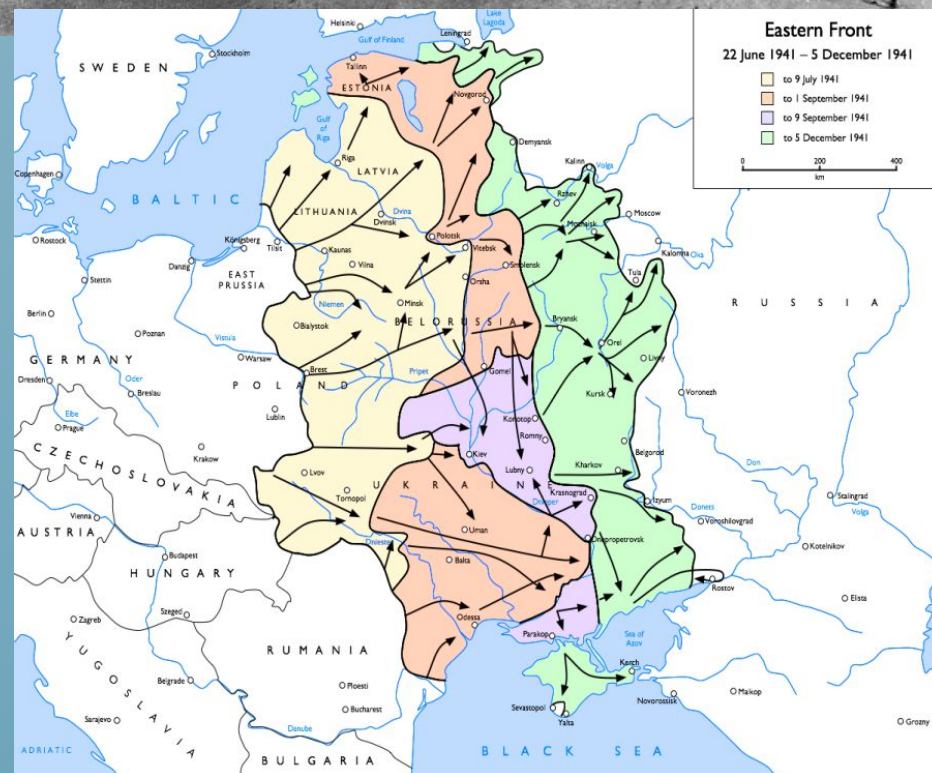 Eastern Front
22 June 1941 – 5 December 1941
to 9 July 1941
to 1 September 1941
to 9 September 1941
to 5 December 1941
0 200 400
km
Helsinki
Lake
Lagoda
Leningrad
Gulf of Finland
Stockholm
SWEDEN
Tallinn
ESTONIA
Novgorod
Gulf
of
Riga
Demyansk
Riga
Kalinn
Volga
Copenhagen
LATVIA
Rzhev
BALTIC
LITHUANIA
Dvina
Dvinsk
Mozhaisk
Moscow
Rostock
Königsberg
Tilsit
Kaunas
Polotsk
Vitebsk
Kalomna
Oka
Danzig
Vilna
Smolensk
Stettin
EAST
PRUSSIA
Orsha
Tula
Niemen
Minsk
RUSSIA
Berlin
Poznan
Vistula
Bialystok
BELORUSSIA
Bryansk
Orel
GERMANY
Warsaw
Livny
Dresden
Oder
Brest
Pripet
Gomel
POLAND
Breslau
Kursk
Voronezh
Elbe
Lublin
Konotop
Prague
Romny
Krakow
Kiev
Belgorod
CZECHOSLOVAKIA
Lvov
Lubny
Kharkov
Don
UKRAINE
Tornopol
Krasnograd
Dnieper
Izyum
Donets
Stalingrad
Volga
Vienna
Voroshilovgrad
AUSTRIA
Uman
Dniester
Dnepropetrovsk
Kotelnikov
Budapest
Balta
HUNGARY
Rostov
Elista
Szeged
Zagreb
Odessa
Parakop
Sea of
Azov
RUMANIA
YUGOSLAVIA
Kerch
Belgrade
Ploesti
Sevastopol
Novorossisk
Maikop
Bucharest
Yalta
Sarajevo
Grozny
Danube
ADRIATIC
BLACK SEA
BULGARIA